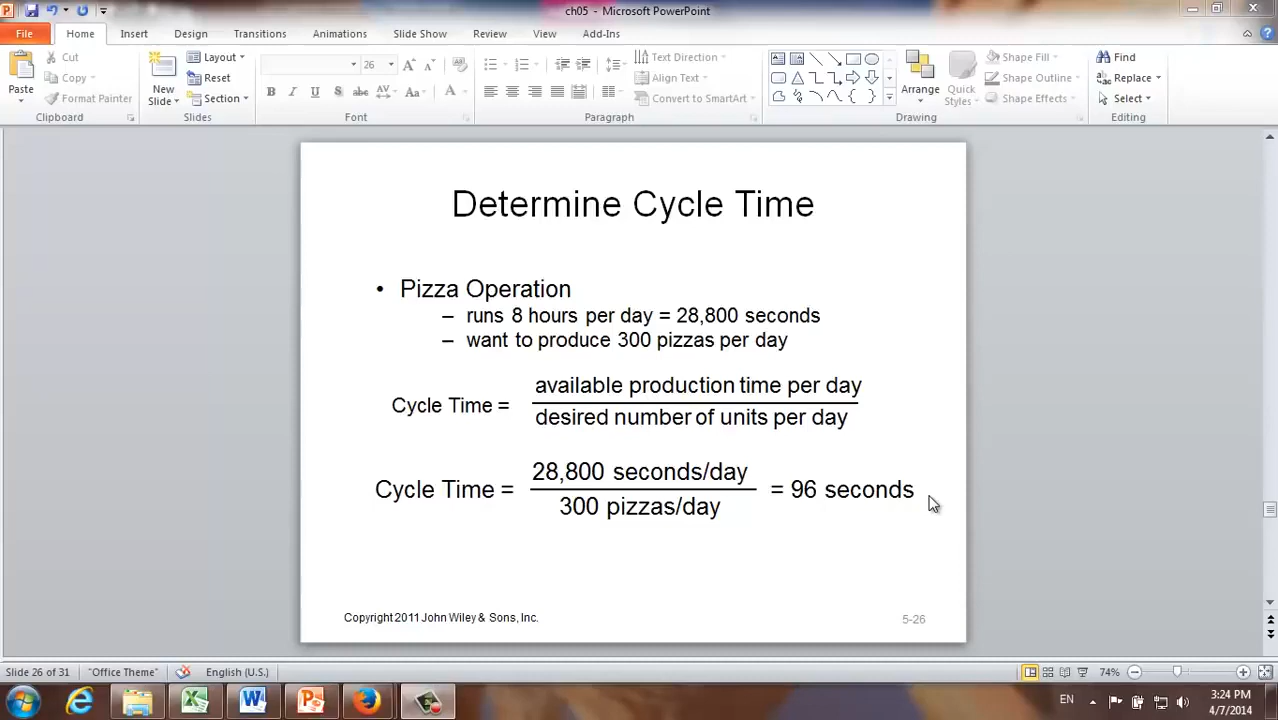 ch05 - Microsoft PowerPoint
File Home Insert Design Transitions Animations Slide Show Review View Add-Ins
Cut
Copy
Format Painter
Paste
Clipboard
New
Slide
Layout
Reset
Section
Slides
26
Font
Text Direction
Align Text
Convert to SmartArt
Paragraph
Arrange
Quick
Styles
Shape Fill
Shape Outline
Shape Effects
Drawing
Find
Replace
Select
Editing
Determine Cycle Time
• Pizza Operation
– runs 8 hours per day = 28,800 seconds
– want to produce 300 pizzas per day
Cycle Time = available production time per day
desired number of units per day
Cycle Time = 28,800 seconds/day = 96 seconds
300 pizzas/day
Copyright 2011 John Wiley & Sons, Inc.
5-26
Slide 26 of 31 "Office Theme" English (U.S.) 74%
EN
3:24 PM
4/7/2014